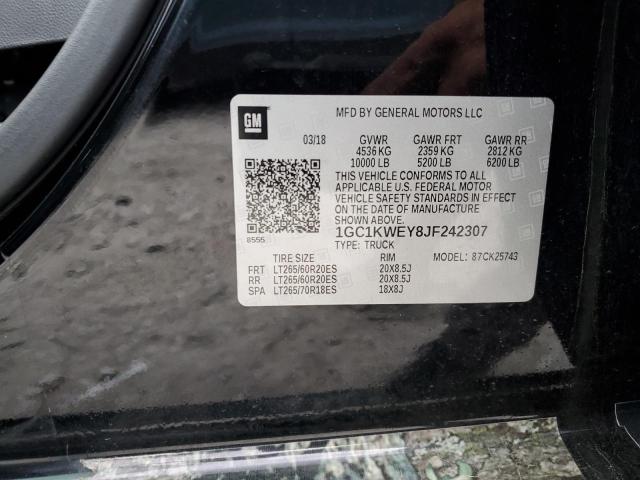 GM
MFD BY GENERAL MOTORS LLC
03/18 GVWR GAWR FRT GAWR RR
4536 KG 2359 KG 2812 KG
10000 LB 5200 LB 6200 LB
THIS VEHICLE CONFORMS TO ALL
APPLICABLE U.S. FEDERAL MOTOR
VEHICLE SAFETY STANDARDS IN EFFECT
ON THE DATE OF MANUFACTURE
SHOWN ABOVE.
8555
1GC1KWEY8JF242307
TYPE: TRUCK
TIRE SIZE RIM MODEL: 87CK25743
FRT LT265/60R20ES 20X8.5J
RR LT265/60R20ES 20X8.5J
SPA LT265/70R18ES 18X8J